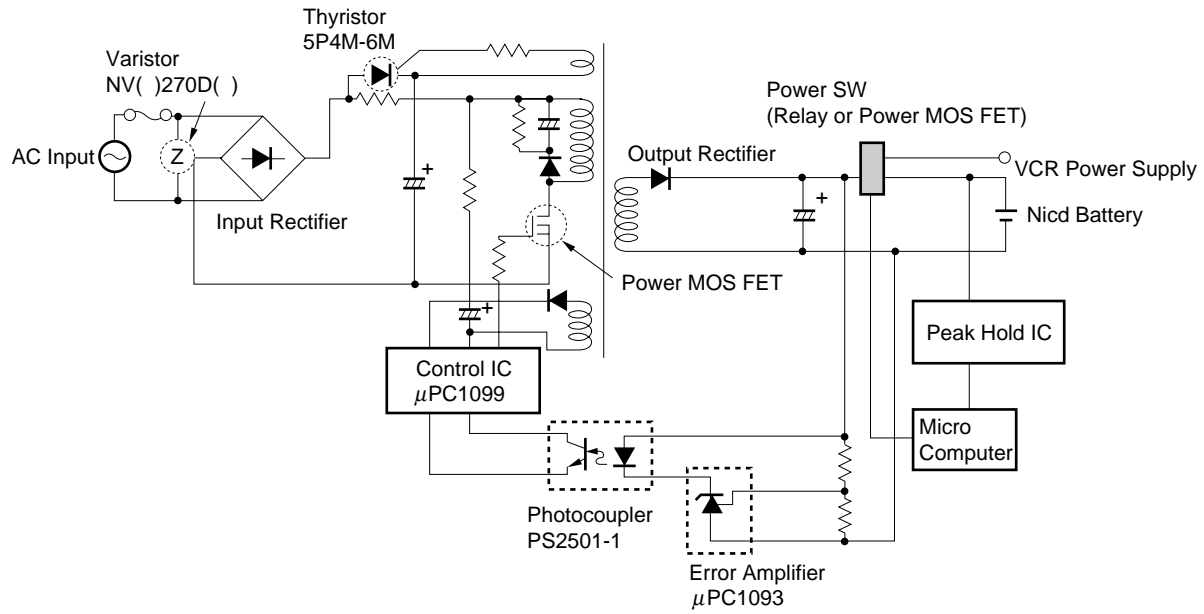 Thyristor
5P4M-6M
Varistor
NV( )270D( )
AC Input
Z
Input Rectifier
+
+
Power MOS FET
Control IC
μPC1099
Output Rectifier
+
Power SW
(Relay or Power MOS FET)
VCR Power Supply
Nicd Battery
Peak Hold IC
Micro
Computer
Photocoupler
PS2501-1
Error Amplifier
μPC1093